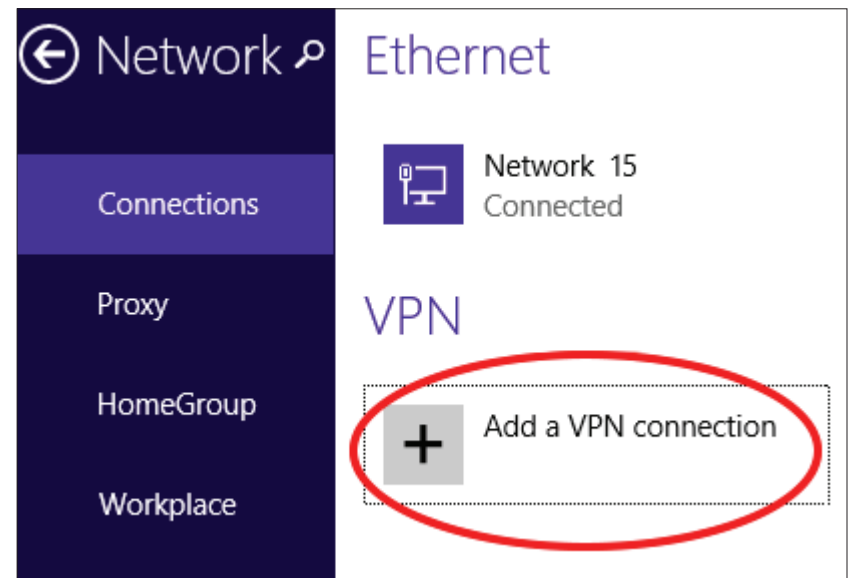 Network
Connections
Proxy
HomeGroup
Workplace
Ethernet
Network 15
Connected
VPN
Add a VPN connection